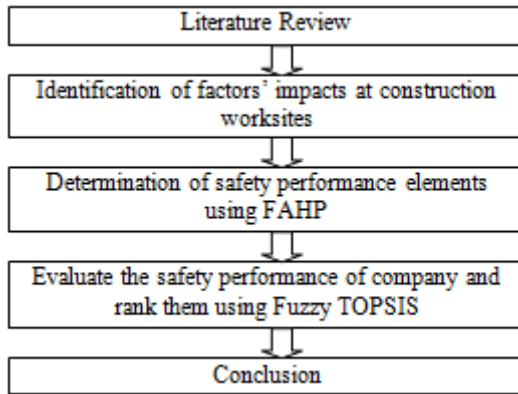 Literature Review
Identification of factors’ impacts at construction
worksites
Determination of safety performance elements
using FAHP
Evaluate the safety performance of company and
rank them using Fuzzy TOPSIS
Conclusion